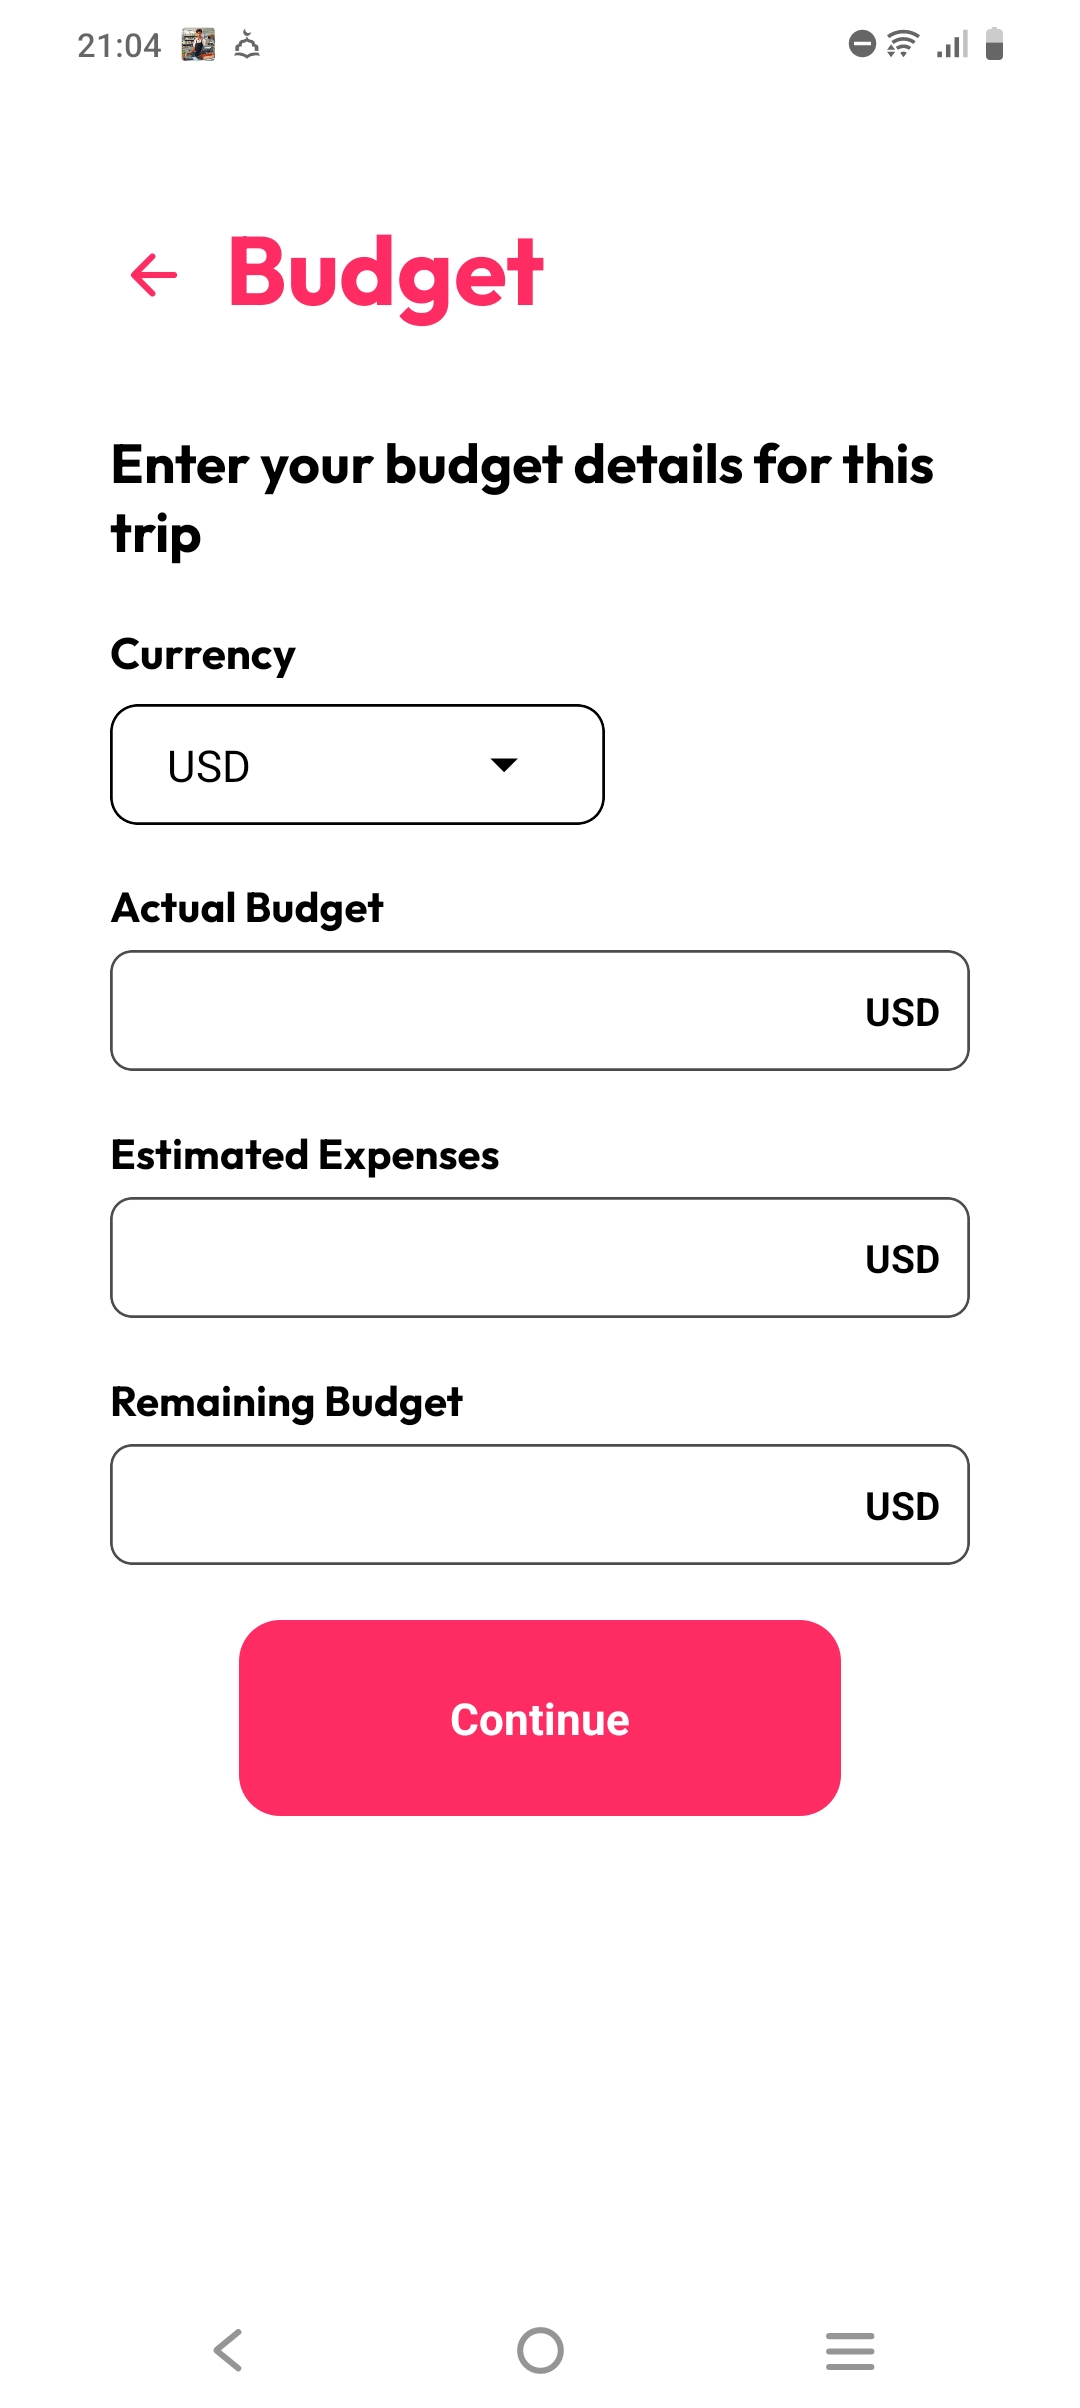 21:04
Budget
Enter your budget details for this
trip
Currency
USD
Actual Budget
USD
Estimated Expenses
USD
Remaining Budget
USD
Continue